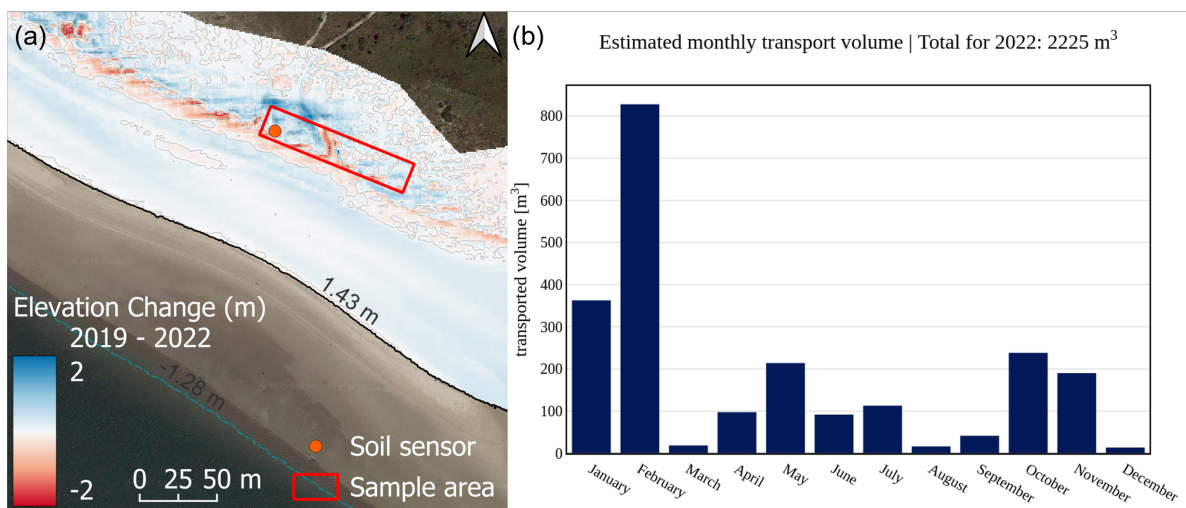 (a)
1.43 m
-1.28 m
Elevation Change (m)
2019 - 2022
2
-2
0 25 50 m
Soil sensor
Sample area
(b)
Estimated monthly transport volume | Total for 2022: 2225 m³
transported volume [m³]
800
700
600
500
400
300
200
100
0
January
February
March
April
May
June
July
August
September
October
November
December